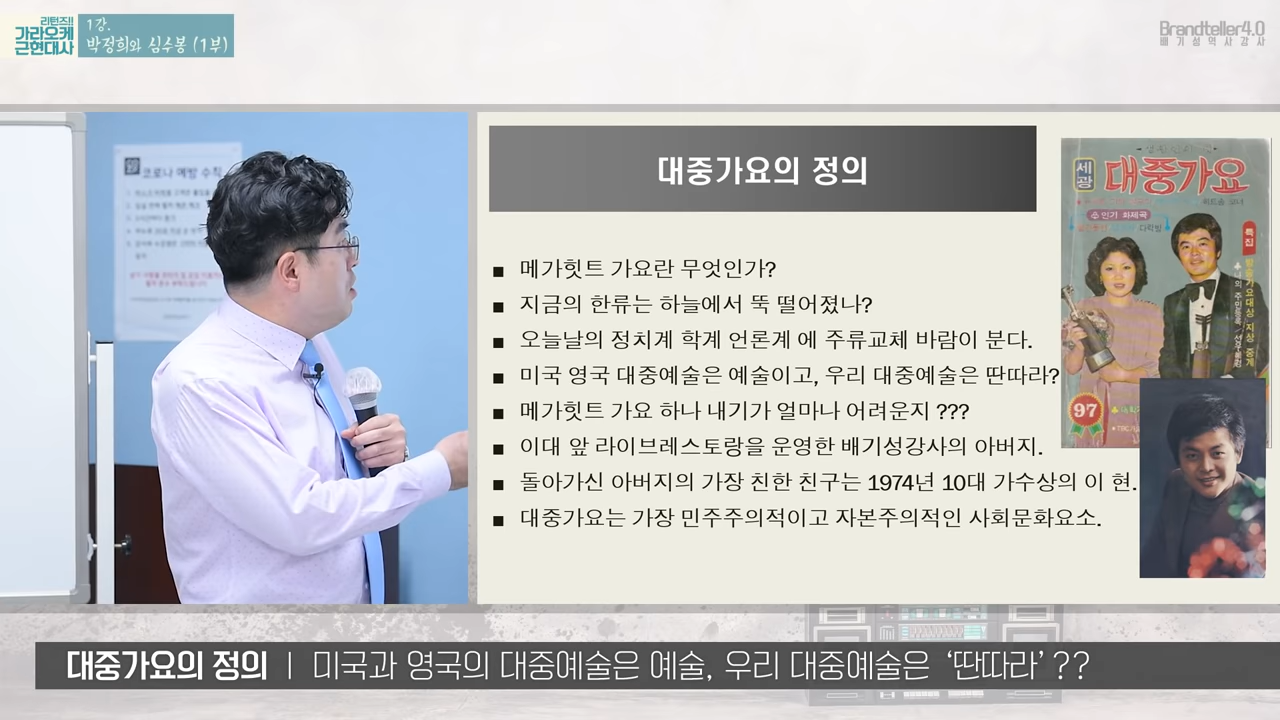 리턴즈!!
가라오케
근현대사
1강.
박정희와 심수봉 (1부)
Brandteller4.0
배기성역사강사
코로나 예방 수칙
대중가요의 정의
■ 메가힛트 가요란 무엇인가?
■ 지금의 한류는 하늘에서 뚝 떨어졌나?
■ 오늘날의 정치계 학계 언론계 에 주류교체 바람이 분다.
■ 미국 영국 대중예술은 예술이고, 우리 대중예술은 딴따라?
■ 메가힛트 가요 하나 내기가 얼마나 어려운지 ???
■ 이대 앞 라이브레스토랑을 운영한 배기성강사의 아버지.
■ 돌아가신 아버지의 가장 친한 친구는 1974년 10대 가수상의 이 현.
■ 대중가요는 가장 민주주의적이고 자본주의적인 사회문화요소.
세광
대중가요
인기 화제곡
특집
97
대중가요의 정의 | 미국과 영국의 대중예술은 예술, 우리 대중예술은 ‘딴따라’??